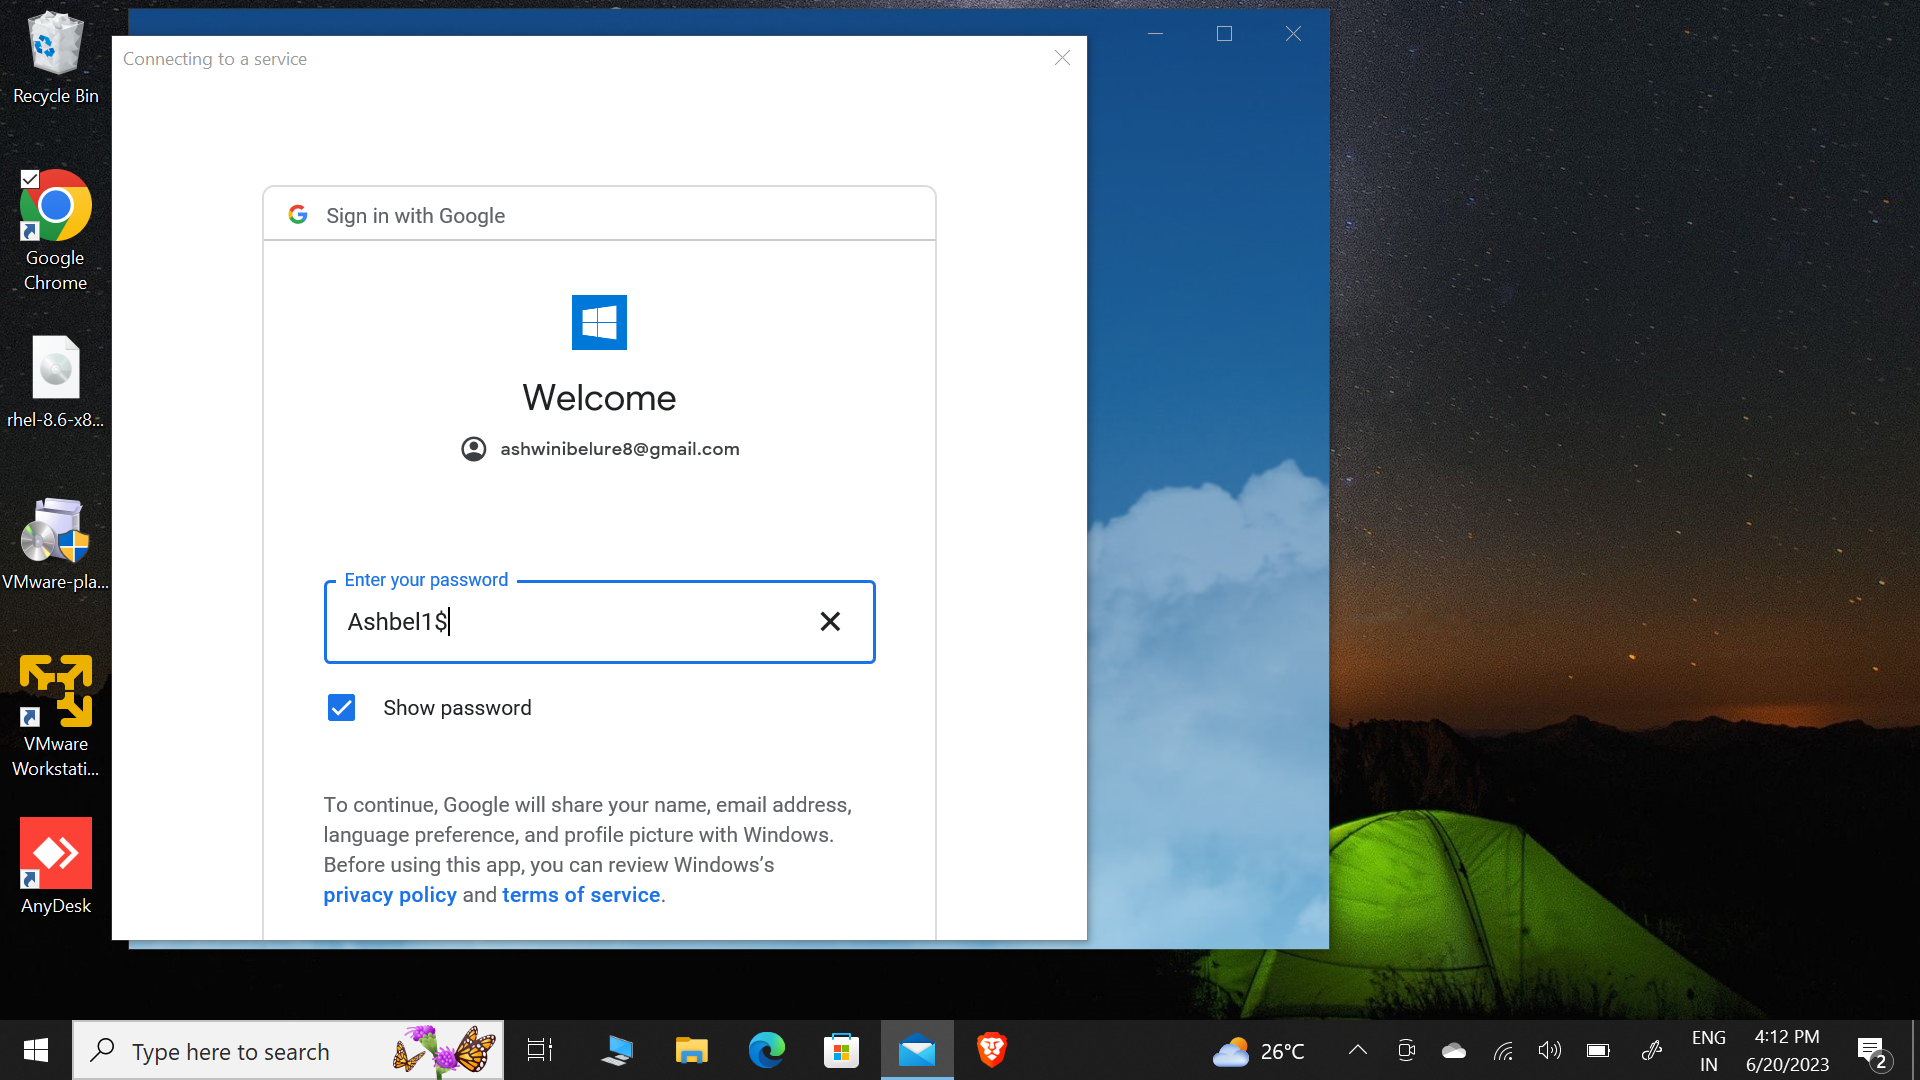 Recycle Bin
Google
Chrome
rhel-8.6-x8...
VMware-pla...
VMware
Workstati...
AnyDesk
Connecting to a service
Sign in with Google
Welcome
ashwinibelure8@gmail.com
Enter your password
Ashbel1$
Show password
To continue, Google will share your name, email address,
language preference, and profile picture with Windows.
Before using this app, you can review Windows’s
privacy policy and terms of service.
Type here to search
26°C
ENG
IN
4:12 PM
6/20/2023
2